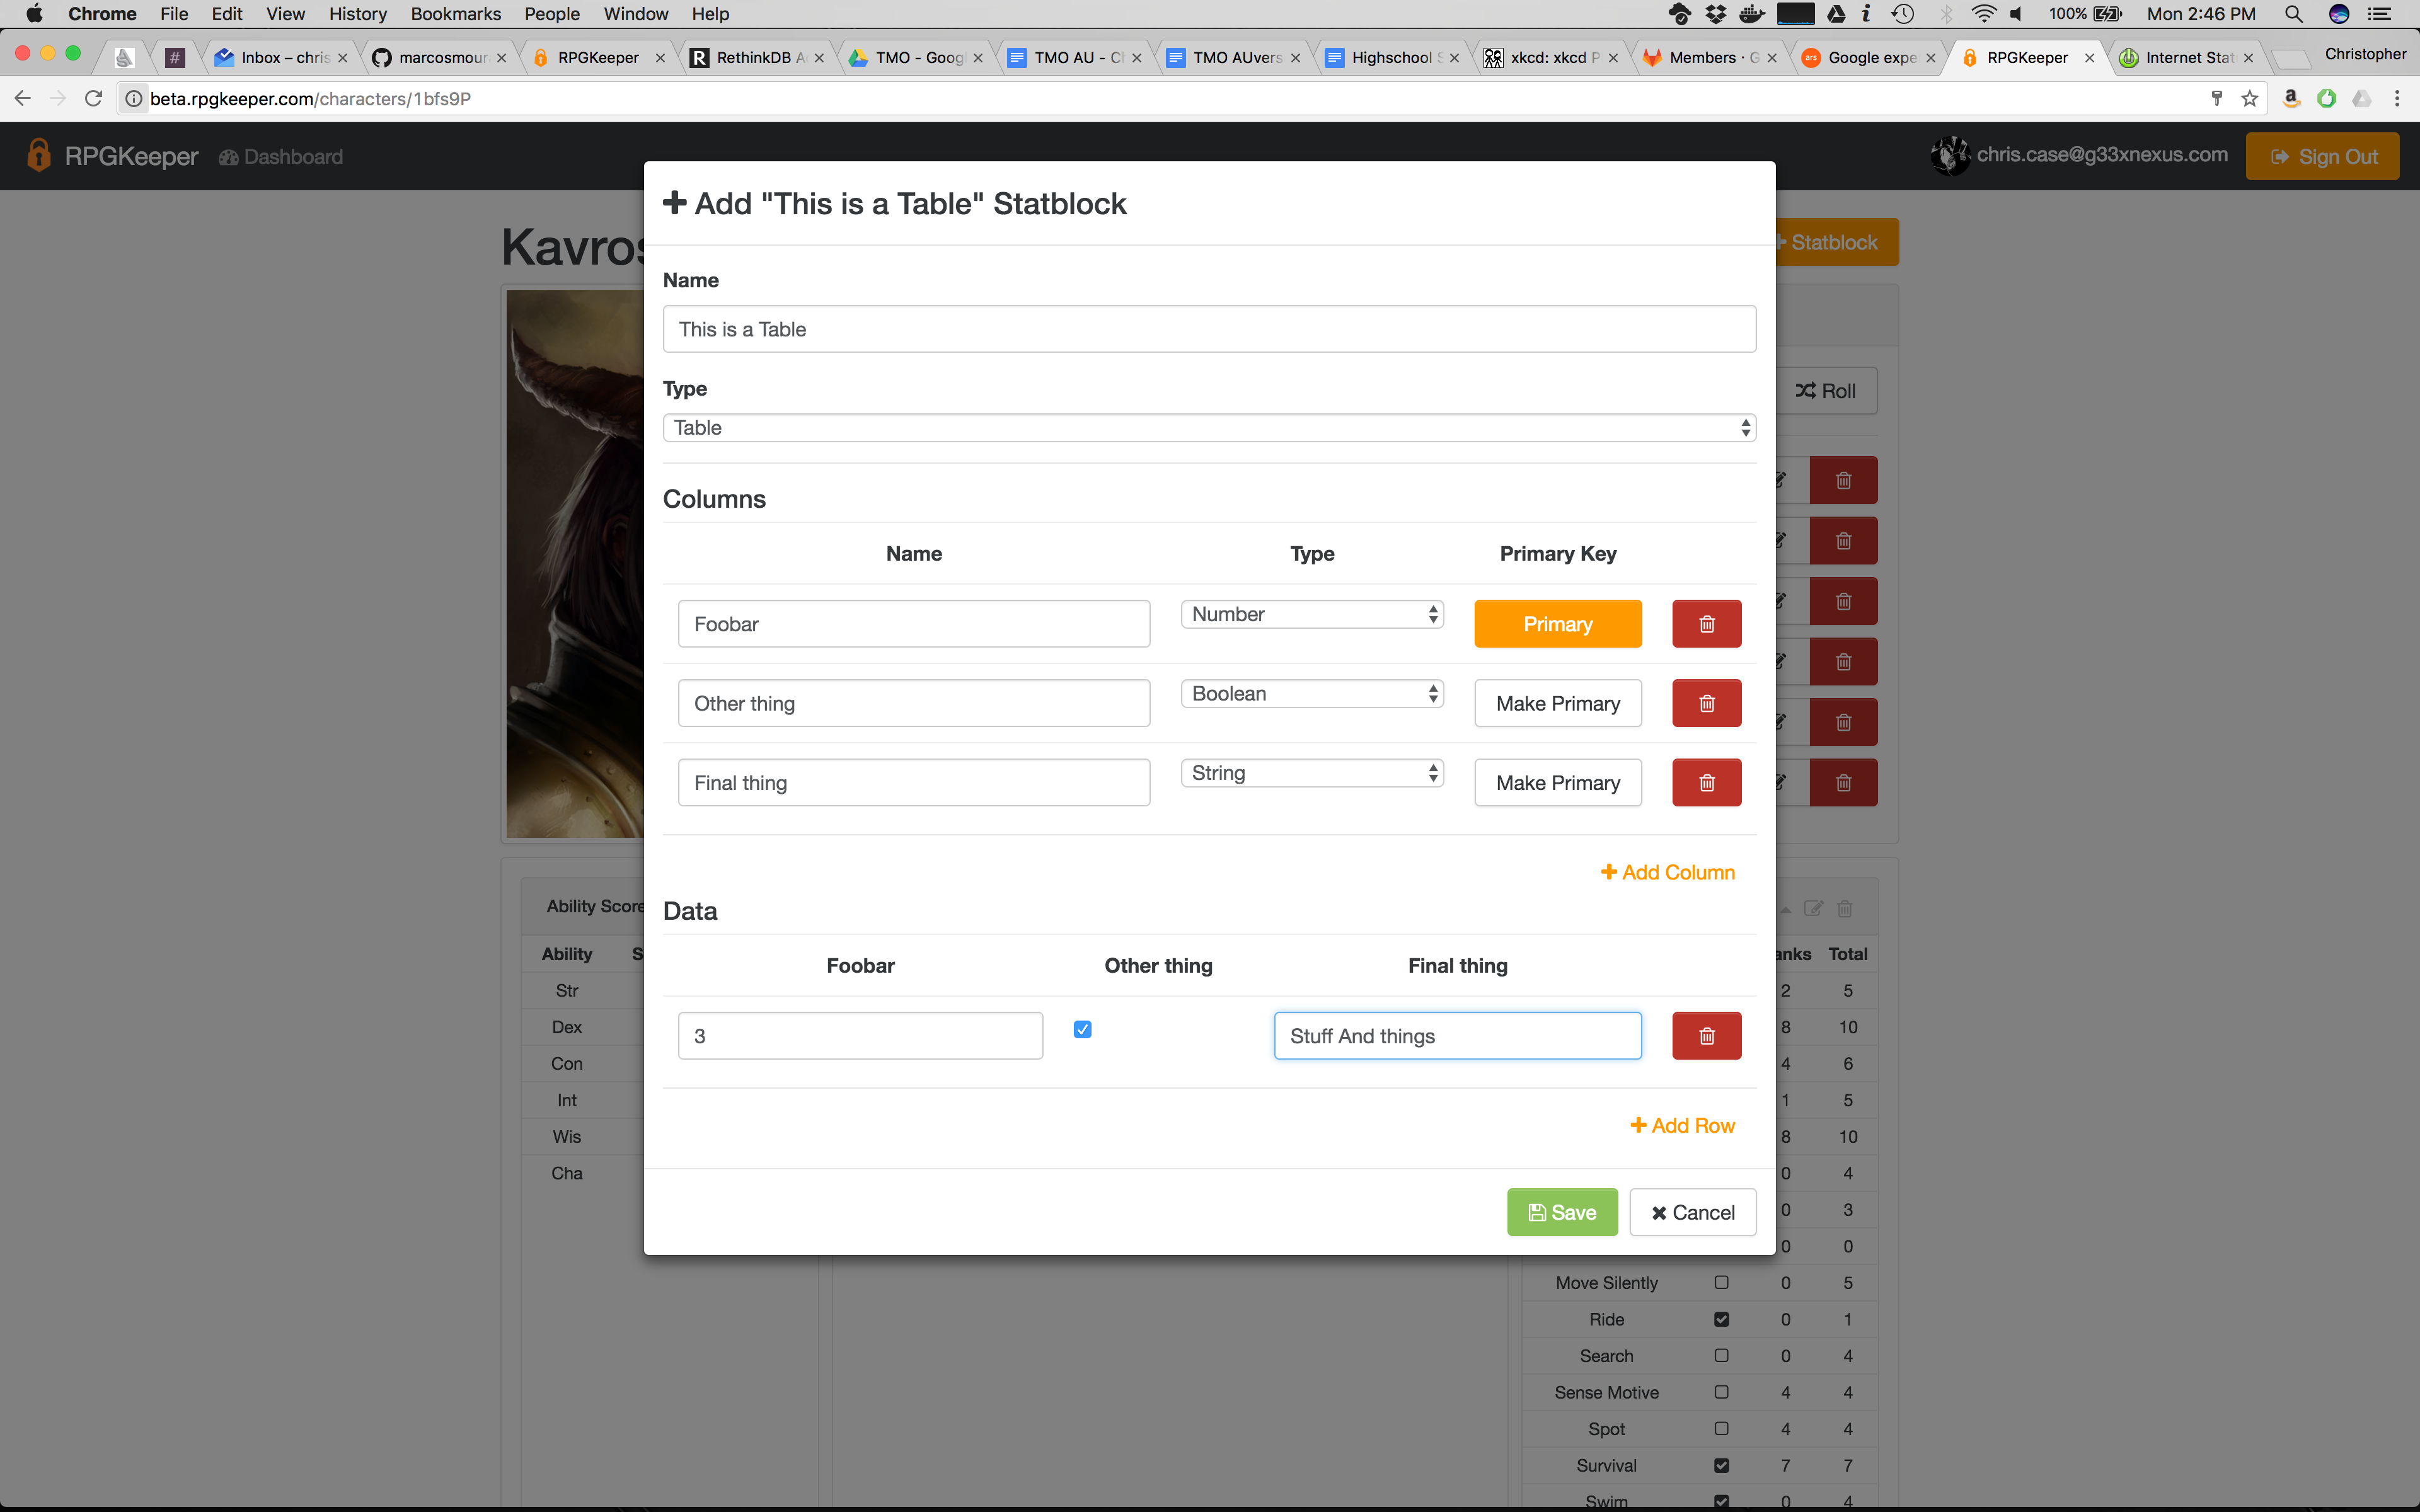 Chrome File Edit View History Bookmarks People Window Help 100% Mon 2:46 PM
Inbox – chris marcosmour RPGKeeper RethinkDB A TMO - Goog TMO AU - C TMO AUvers Highschool S xkcd: xkcd P Members · G Google expe RPGKeeper Internet Stat Christopher
beta.rpgkeeper.com/characters/1bfs9P
RPGKeeper Dashboard chris.case@g33xnexus.com Sign Out
Add "This is a Table" Statblock
Kavros
Statblock
Name
This is a Table
Type
Roll
Table
Columns
Name Type Primary Key
Foobar Number Primary
Other thing Boolean Make Primary
Final thing String Make Primary
Add Column
Ability Score
Data
Ability S anks Total
Foobar Other thing Final thing
Str 2 5
Dex 8 10
3 Stuff And things
Con 4 6
Int 1 5
Add Row
Wis 8 10
Cha 0 4
Save Cancel
0 3
0 0
Move Silently 0 5
Ride 0 1
Search 0 4
Sense Motive 4 4
Spot 4 4
Survival 7 7
Swim 0 4